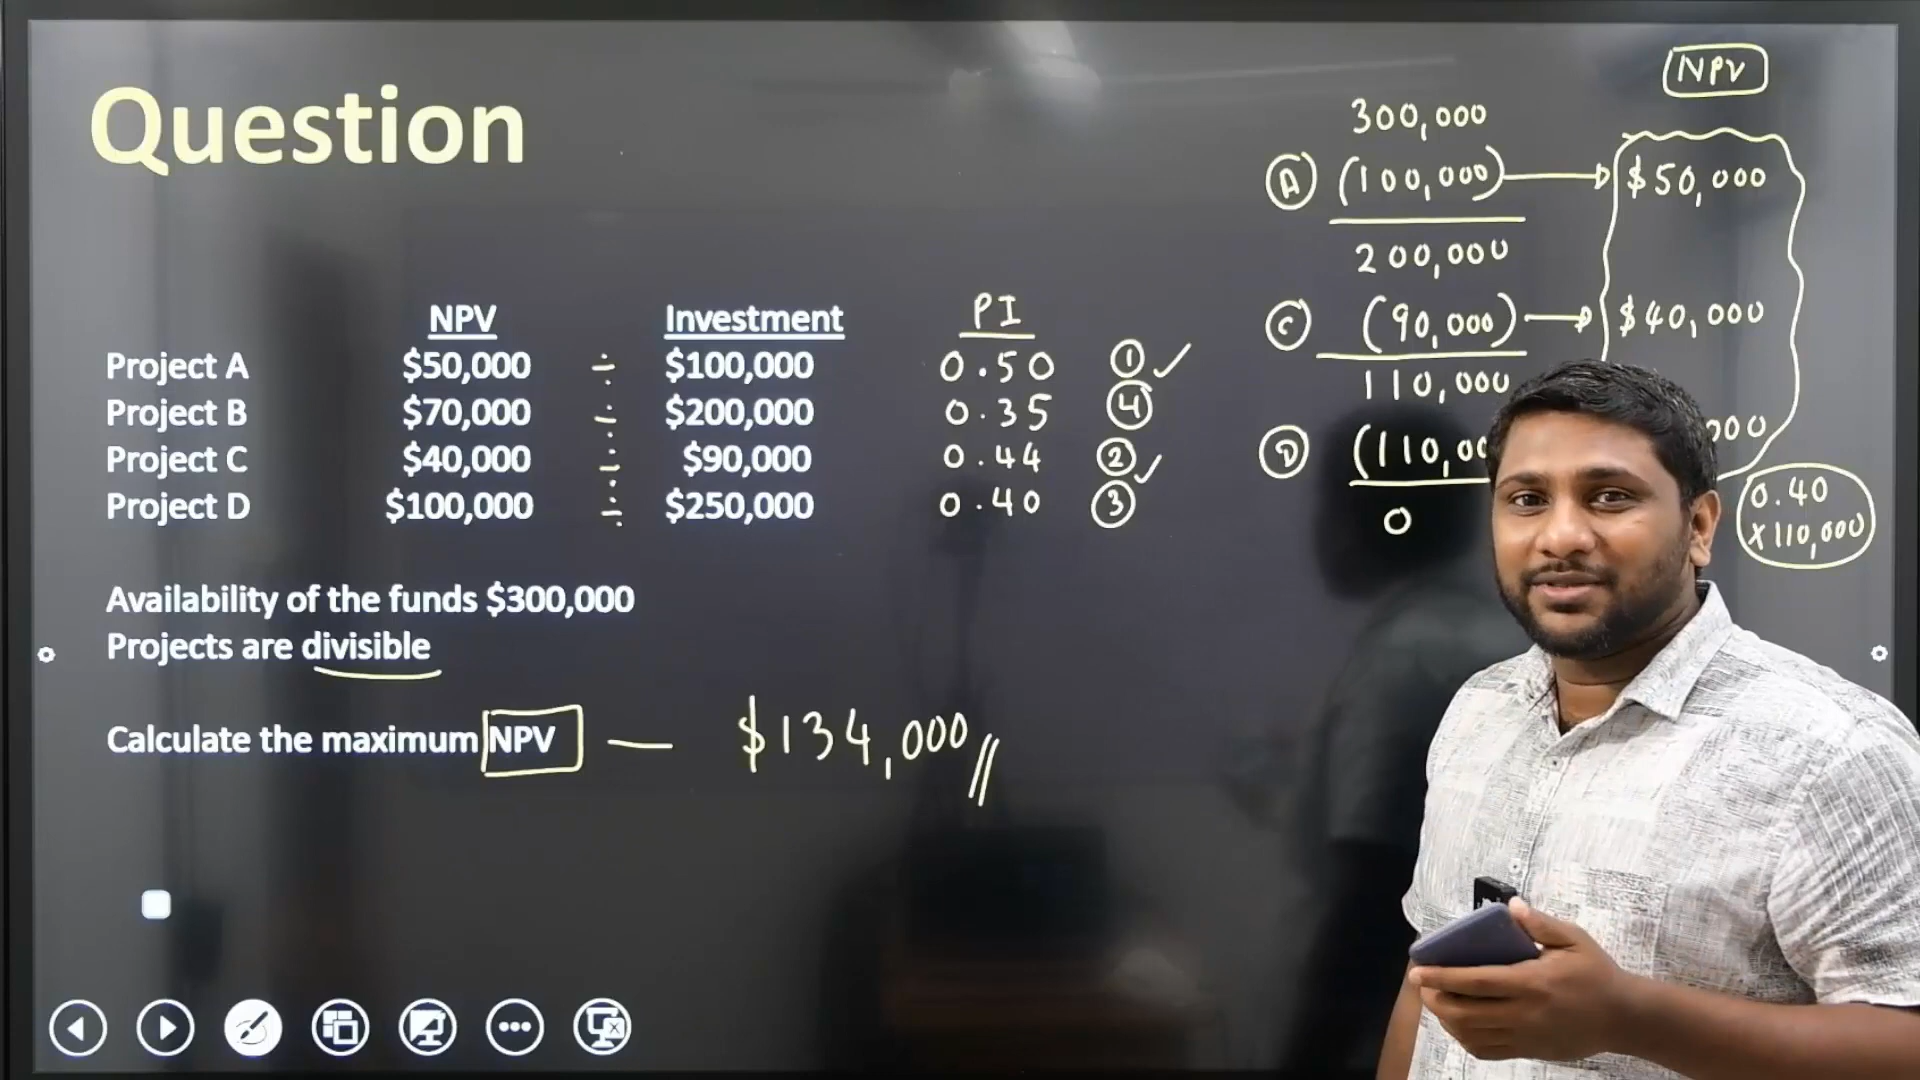 Question
NPV Investment PI
Project A $50,000 ÷ $100,000 0.50 ① ✓
Project B $70,000 ÷ $200,000 0.35 ④
Project C $40,000 ÷ $90,000 0.44 ② ✓
Project D $100,000 ÷ $250,000 0.40 ③
Availability of the funds $300,000
Projects are divisible
Calculate the maximum NPV — $134,000//
NPV
300,000
Ⓐ (100,000) → $50,000
200,000
Ⓒ (90,000) → $40,000
110,000
Ⓓ (110,00
0
0.40
x 110,000